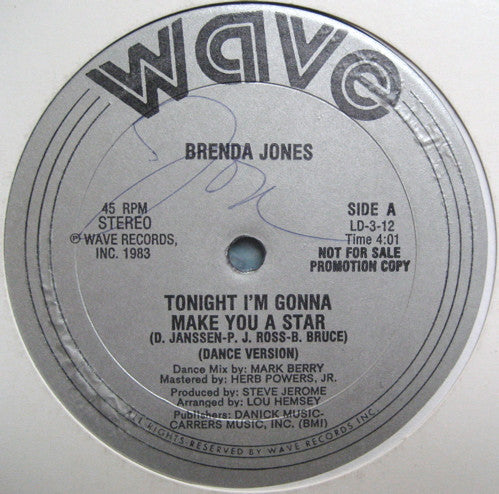 wave
BRENDA JONES
45 RPM
STEREO
℗ WAVE RECORDS,
INC. 1983
SIDE A
LD-3-12
Time 4:01
NOT FOR SALE
PROMOTION COPY
TONIGHT I'M GONNA
MAKE YOU A STAR
(D. JANSSEN-P. J. ROSS-B. BRUCE)
(DANCE VERSION)
Dance Mix by: MARK BERRY
Mastered by: HERB POWERS, JR.
Produced by: STEVE JEROME
Arranged by: LOU HEMSEY
Publishers: DANICK MUSIC-
CARRERS MUSIC, INC. (BMI)
ALL RIGHTS RESERVED BY WAVE RECORDS INC.